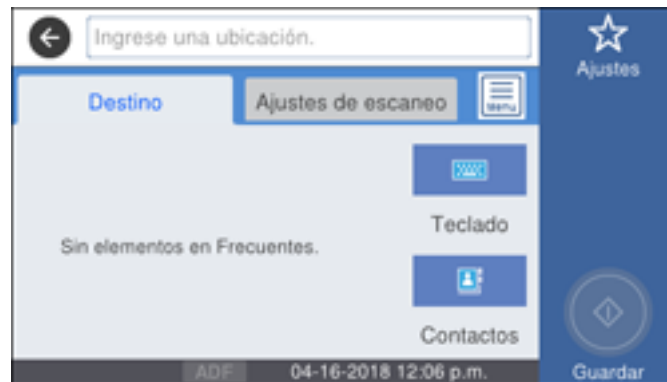 Ingrese una ubicación.
Ajustes
Destino
Ajustes de escaneo
Menu
Teclado
Sin elementos en Frecuentes.
Contactos
ADF
04-16-2018 12:06 p.m.
Guardar